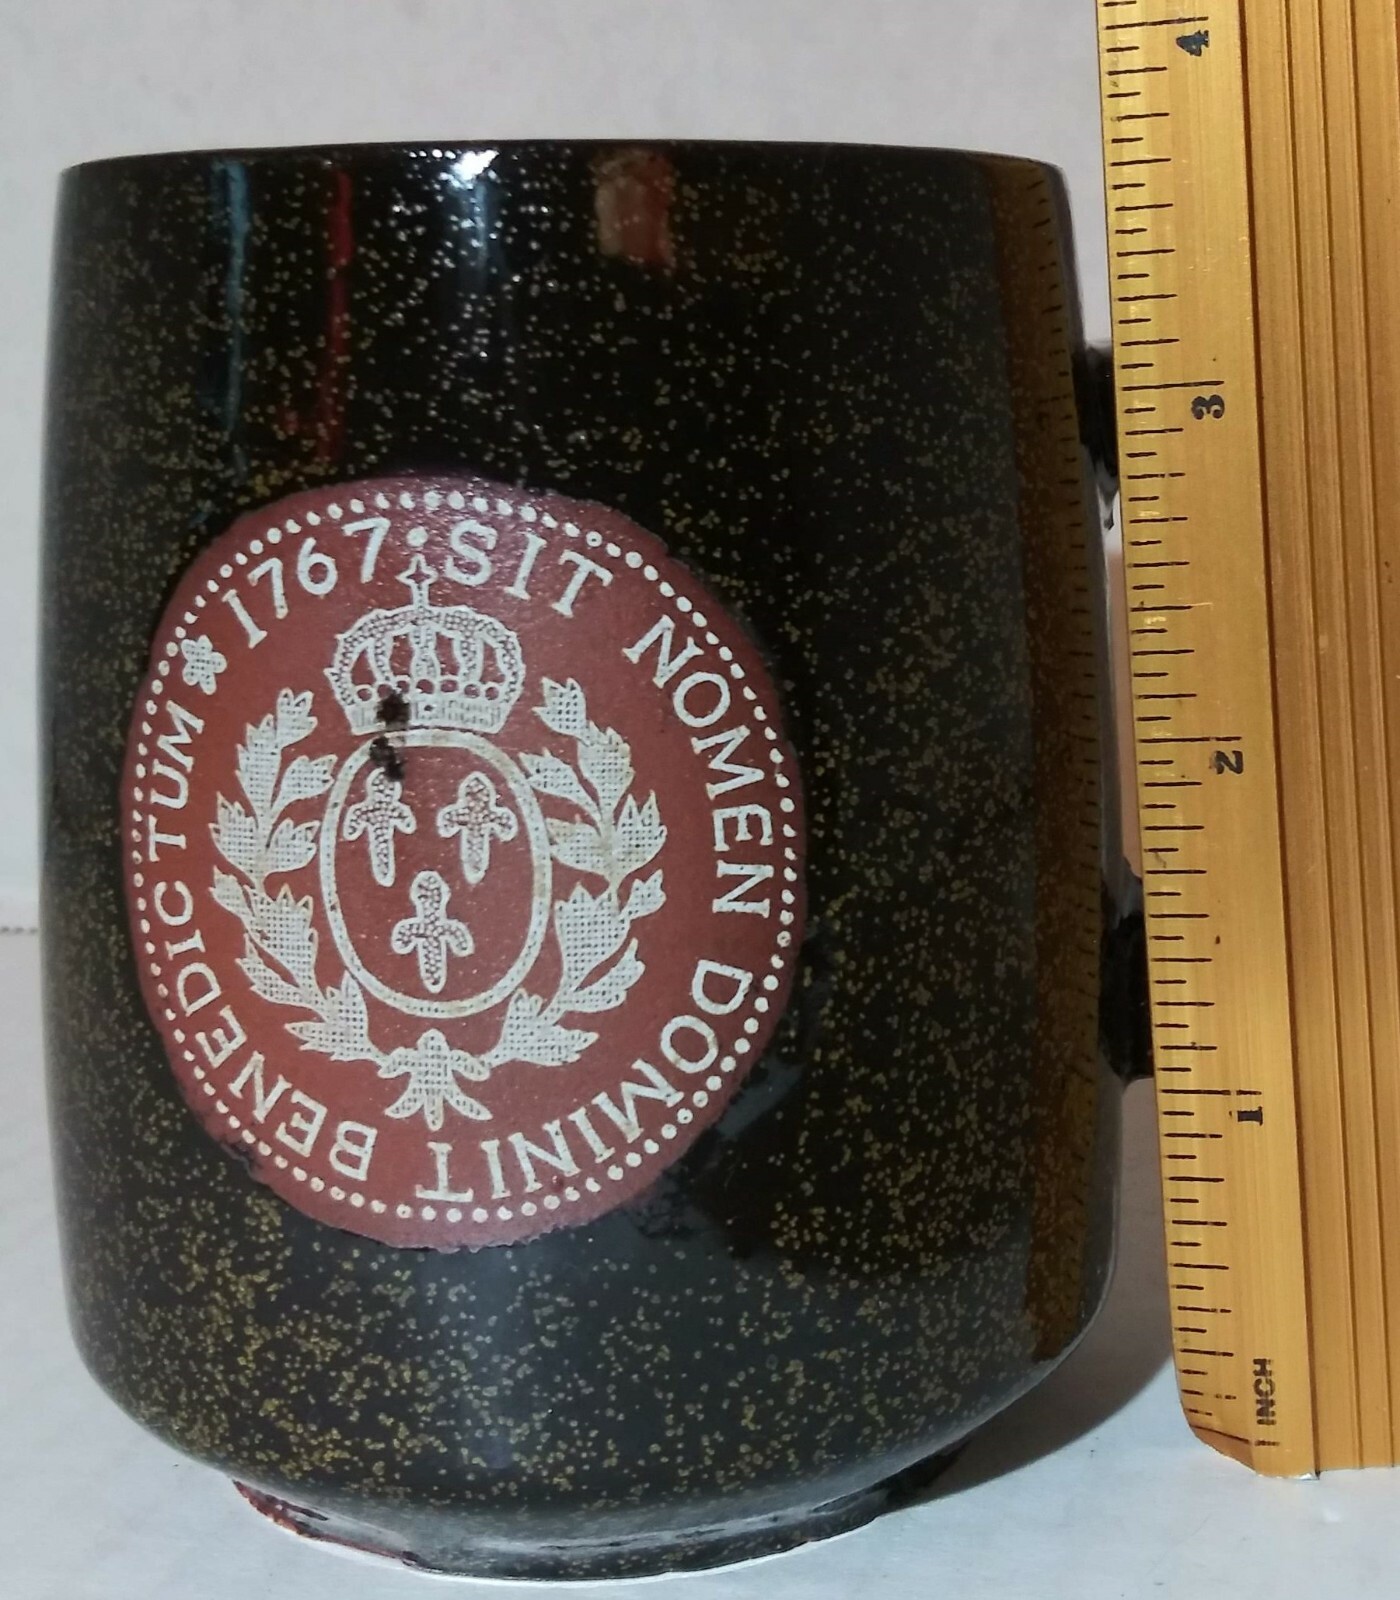 1767 · SIT NOMEN DOMINIT BENEDICTUM
4
3
2
1
INCH